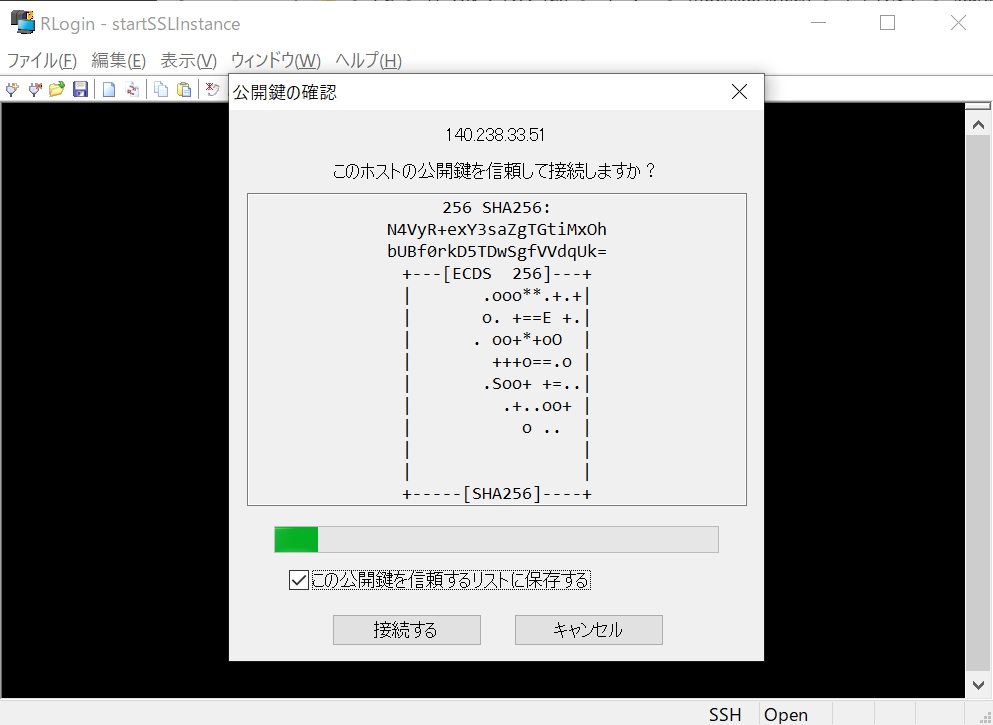 RLogin - startSSLInstance
ファイル(F) 編集(E) 表示(V) ウィンドウ(W) ヘルプ(H)
公開鍵の確認
140.238.33.51
このホストの公開鍵を信頼して接続しますか？
256 SHA256:
N4VyR+exY3saZgTGtiMxOh
bUBf0rkD5TDwSgfVVdqUk=
+---[ECDS  256]---+
|       .ooo**.+.+|
|       o. +==E +.|
|      . oo+*+oO  |
|        +++o==.o |
|       .Soo+ +=..|
|         .+..oo+ |
|           o ..  |
|                 |
|                 |
+-----[SHA256]----+
この公開鍵を信頼するリストに保存する
接続する キャンセル
SSH Open